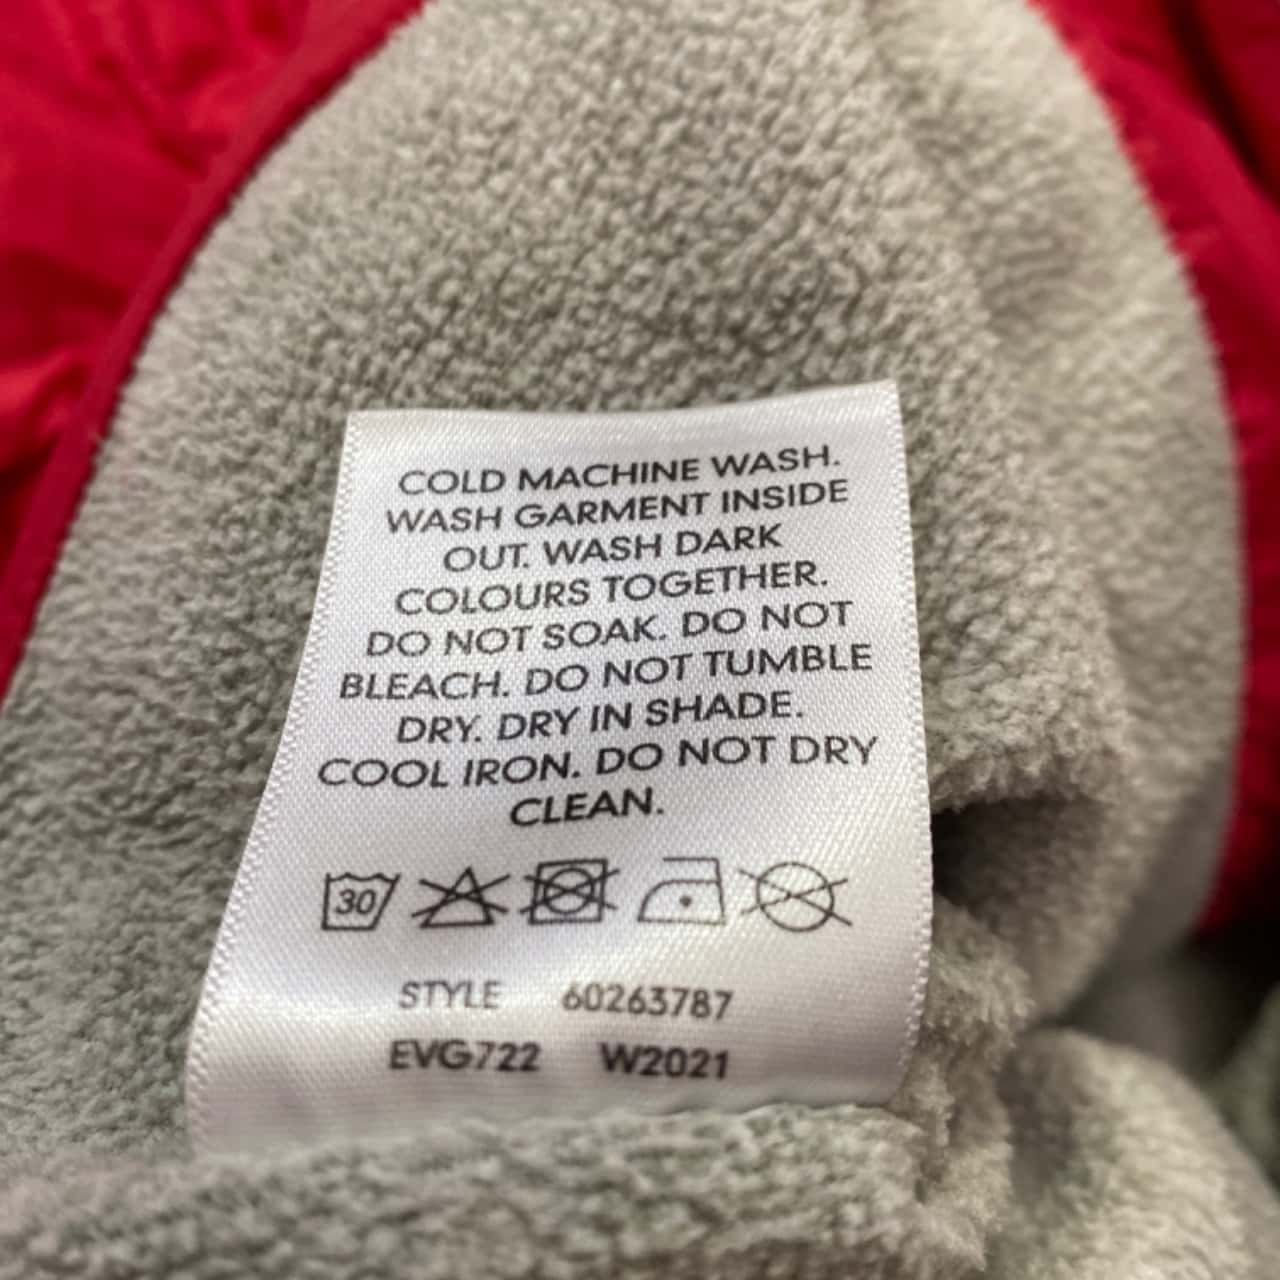 COLD MACHINE WASH.
WASH GARMENT INSIDE
OUT. WASH DARK
COLOURS TOGETHER.
DO NOT SOAK. DO NOT
BLEACH. DO NOT TUMBLE
DRY. DRY IN SHADE.
COOL IRON. DO NOT DRY
CLEAN.
30
STYLE 60263787
EVG722 W2021